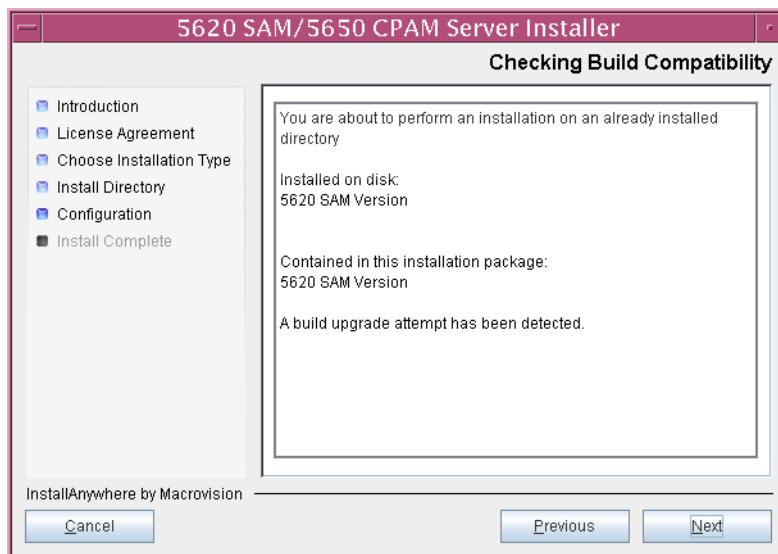 5620 SAM/5650 CPAM Server Installer
Checking Build Compatibility
Introduction
License Agreement
Choose Installation Type
Install Directory
Configuration
Install Complete
You are about to perform an installation on an already installed
directory
Installed on disk:
5620 SAM Version
Contained in this installation package:
5620 SAM Version
A build upgrade attempt has been detected.
InstallAnywhere by Macrovision
Cancel
Previous
Next